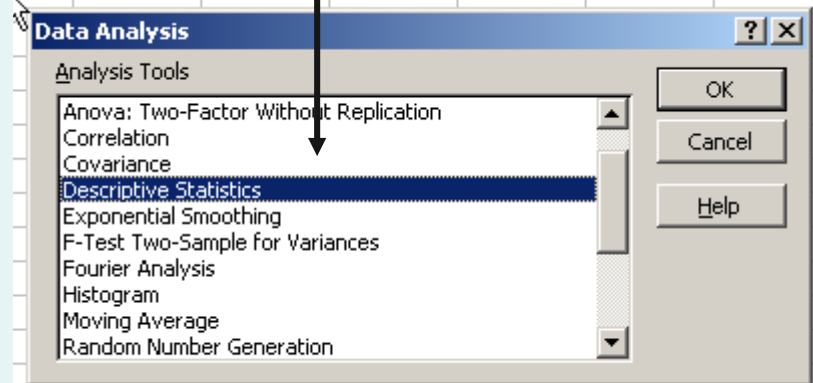 Data Analysis
Analysis Tools
Anova: Two-Factor Without Replication
Correlation
Covariance
Descriptive Statistics
Exponential Smoothing
F-Test Two-Sample for Variances
Fourier Analysis
Histogram
Moving Average
Random Number Generation
OK
Cancel
Help